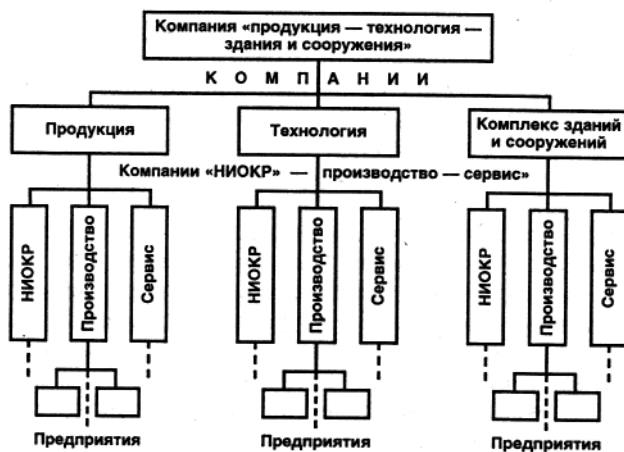 Компания «продукция — технология —
здания и сооружения»
КОМПАНИИ
Продукция
Технология
Комплекс зданий
и сооружений
Компании «НИОКР» — производство — сервис»
НИОКР
Производство
Сервис
НИОКР
Производство
Сервис
НИОКР
Производство
Сервис
Предприятия
Предприятия
Предприятия